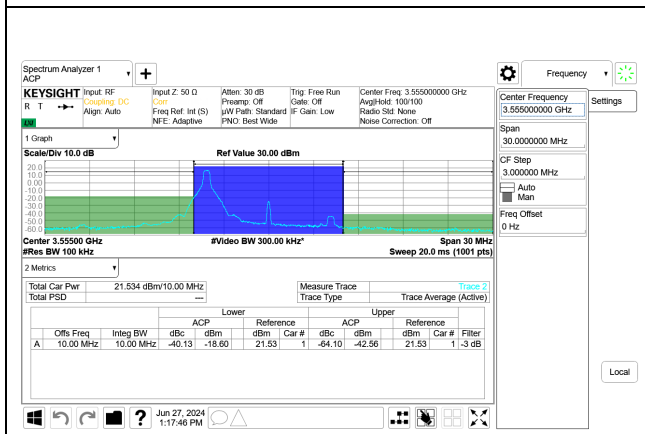 Spectrum Analyzer 1
ACP
Frequency
KEYSIGHT
R T
LXI
Input: RF
Coupling: DC
Align: Auto
Input Z: 50 Ω
Corr
Freq Ref: Int (S)
NFE: Adaptive
Atten: 30 dB
Preamp: Off
µW Path: Standard
PNO: Best Wide
Trig: Free Run
Gate: Off
IF Gain: Low
Center Freq: 3.555000000 GHz
Avg|Hold: 100/100
Radio Std: None
Noise Correction: Off
Center Frequency
3.555000000 GHz
Settings
Span
30.0000000 MHz
CF Step
3.000000 MHz
Auto
Man
Freq Offset
0 Hz
1 Graph
Scale/Div 10.0 dB
Ref Value 30.00 dBm
20.0
10.0
0.00
-10.0
-20.0
-30.0
-40.0
-50.0
-60.0
Center 3.55500 GHz
#Video BW 300.00 kHz*
Span 30 MHz
#Res BW 100 kHz
Sweep 20.0 ms (1001 pts)
2 Metrics
Total Car Pwr 21.534 dBm/10.00 MHz
Total PSD ---
Measure Trace Trace 2
Trace Type Trace Average (Active)
Lower Upper
ACP Reference ACP Reference
Offs Freq Integ BW dBc dBm dBm Car # dBc dBm dBm Car # Filter
A 10.00 MHz 10.00 MHz -40.13 -18.60 21.53 1 -64.10 -42.56 21.53 1 -3 dB
Local
Jun 27, 2024
1:17:46 PM